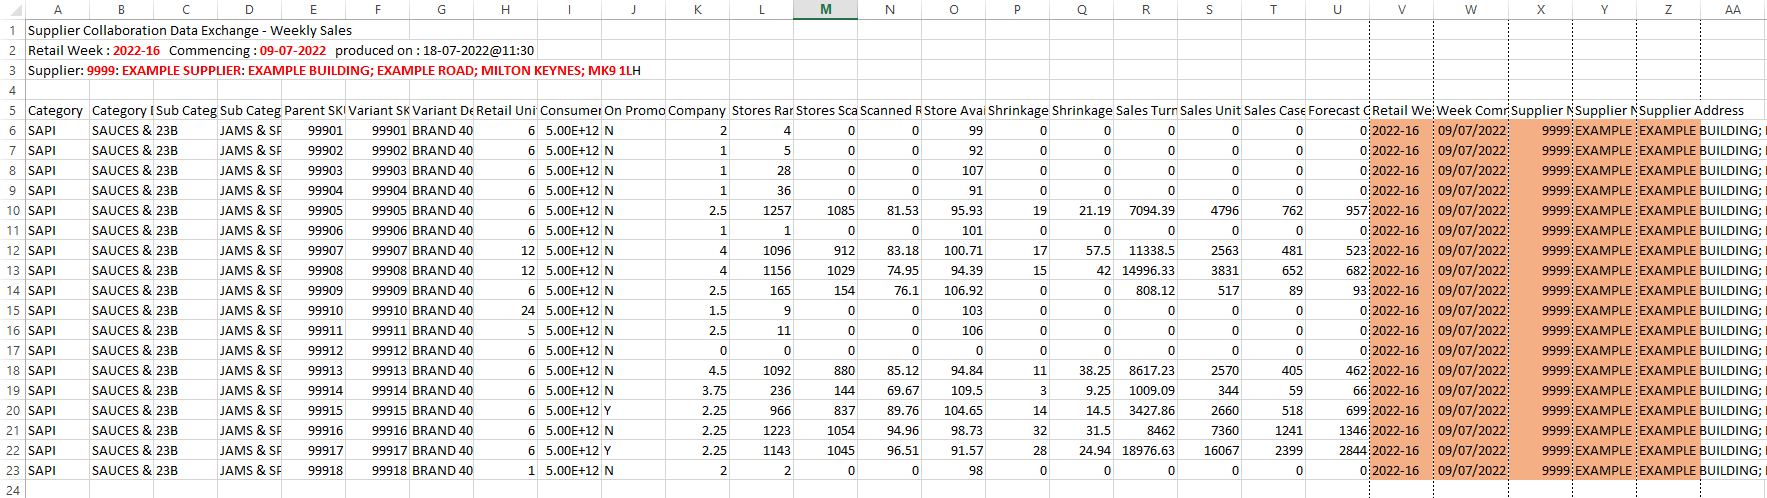 A B C D E F G H I J K L M N O P Q R S T U V W X Y Z AA
1 Supplier Collaboration Data Exchange - Weekly Sales
2 Retail Week : 2022-16 Commencing : 09-07-2022 produced on : 18-07-2022@11:30
3 Supplier: 9999: EXAMPLE SUPPLIER: EXAMPLE BUILDING; EXAMPLE ROAD; MILTON KEYNES; MK9 1LH
4
5 Category Category Sub Categ Sub Categ Parent SK Variant SK Variant De Retail Uni Consumer On Promo Company Stores Ran Stores Sca Scanned R Store Avai Shrinkage Shrinkage Sales Turn Sales Unit Sales Case Forecast Retail We Week Com Supplier Supplier Supplier Address
6 SAPI SAUCES & 23B JAMS & SP 99901 99901 BRAND 40 6 5.00E+12 N 2 4 0 0 99 0 0 0 0 0 0 2022-16 09/07/2022 9999 EXAMPLE EXAMPLE BUILDING;
7 SAPI SAUCES & 23B JAMS & SP 99902 99902 BRAND 40 6 5.00E+12 N 1 5 0 0 92 0 0 0 0 0 0 2022-16 09/07/2022 9999 EXAMPLE EXAMPLE BUILDING;
8 SAPI SAUCES & 23B JAMS & SP 99903 99903 BRAND 40 6 5.00E+12 N 1 28 0 0 107 0 0 0 0 0 0 2022-16 09/07/2022 9999 EXAMPLE EXAMPLE BUILDING;
9 SAPI SAUCES & 23B JAMS & SP 99904 99904 BRAND 40 6 5.00E+12 N 1 36 0 0 91 0 0 0 0 0 0 2022-16 09/07/2022 9999 EXAMPLE EXAMPLE BUILDING;
10 SAPI SAUCES & 23B JAMS & SP 99905 99905 BRAND 40 6 5.00E+12 N 2.5 1257 1085 81.53 95.93 19 21.19 7094.39 4796 762 957 2022-16 09/07/2022 9999 EXAMPLE EXAMPLE BUILDING;
11 SAPI SAUCES & 23B JAMS & SP 99906 99906 BRAND 40 6 5.00E+12 N 1 1 0 0 101 0 0 0 0 0 0 2022-16 09/07/2022 9999 EXAMPLE EXAMPLE BUILDING;
12 SAPI SAUCES & 23B JAMS & SP 99907 99907 BRAND 40 12 5.00E+12 N 4 1096 912 83.18 100.71 17 57.5 11338.5 2563 481 523 2022-16 09/07/2022 9999 EXAMPLE EXAMPLE BUILDING;
13 SAPI SAUCES & 23B JAMS & SP 99908 99908 BRAND 40 12 5.00E+12 N 4 1156 1029 74.95 94.39 15 42 14996.33 3831 652 682 2022-16 09/07/2022 9999 EXAMPLE EXAMPLE BUILDING;
14 SAPI SAUCES & 23B JAMS & SP 99909 99909 BRAND 40 6 5.00E+12 N 2.5 165 154 76.1 106.92 0 0 808.12 517 89 93 2022-16 09/07/2022 9999 EXAMPLE EXAMPLE BUILDING;
15 SAPI SAUCES & 23B JAMS & SP 99910 99910 BRAND 40 24 5.00E+12 N 1.5 9 0 0 103 0 0 0 0 0 0 2022-16 09/07/2022 9999 EXAMPLE EXAMPLE BUILDING;
16 SAPI SAUCES & 23B JAMS & SP 99911 99911 BRAND 40 5 5.00E+12 N 2.5 11 0 0 106 0 0 0 0 0 0 2022-16 09/07/2022 9999 EXAMPLE EXAMPLE BUILDING;
17 SAPI SAUCES & 23B JAMS & SP 99912 99912 BRAND 40 6 5.00E+12 N 0 0 0 0 0 0 0 0 0 0 0 2022-16 09/07/2022 9999 EXAMPLE EXAMPLE BUILDING;
18 SAPI SAUCES & 23B JAMS & SP 99913 99913 BRAND 40 6 5.00E+12 N 4.5 1092 880 85.12 94.84 11 38.25 8617.23 2570 405 462 2022-16 09/07/2022 9999 EXAMPLE EXAMPLE BUILDING;
19 SAPI SAUCES & 23B JAMS & SP 99914 99914 BRAND 40 6 5.00E+12 N 3.75 236 144 69.67 109.5 3 9.25 1009.09 344 59 66 2022-16 09/07/2022 9999 EXAMPLE EXAMPLE BUILDING;
20 SAPI SAUCES & 23B JAMS & SP 99915 99915 BRAND 40 6 5.00E+12 Y 2.25 966 837 89.76 104.65 14 14.5 3427.86 2660 518 699 2022-16 09/07/2022 9999 EXAMPLE EXAMPLE BUILDING;
21 SAPI SAUCES & 23B JAMS & SP 99916 99916 BRAND 40 6 5.00E+12 N 2.25 1223 1054 94.96 98.73 32 31.5 8462 7360 1241 1346 2022-16 09/07/2022 9999 EXAMPLE EXAMPLE BUILDING;
22 SAPI SAUCES & 23B JAMS & SP 99917 99917 BRAND 40 6 5.00E+12 Y 2.25 1143 1045 96.51 91.57 28 24.94 18976.63 16067 2399 2844 2022-16 09/07/2022 9999 EXAMPLE EXAMPLE BUILDING;
23 SAPI SAUCES & 23B JAMS & SP 99918 99918 BRAND 40 1 5.00E+12 N 2 2 0 0 98 0 0 0 0 0 0 2022-16 09/07/2022 9999 EXAMPLE EXAMPLE BUILDING;
24